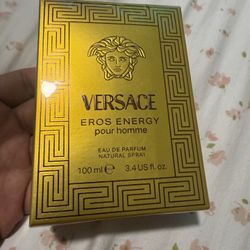 VERSACE
EROS ENERGY
pour homme
EAU DE PARFUM
NATURAL SPRAY
100 ml ℮ 3.4 US fl. oz.